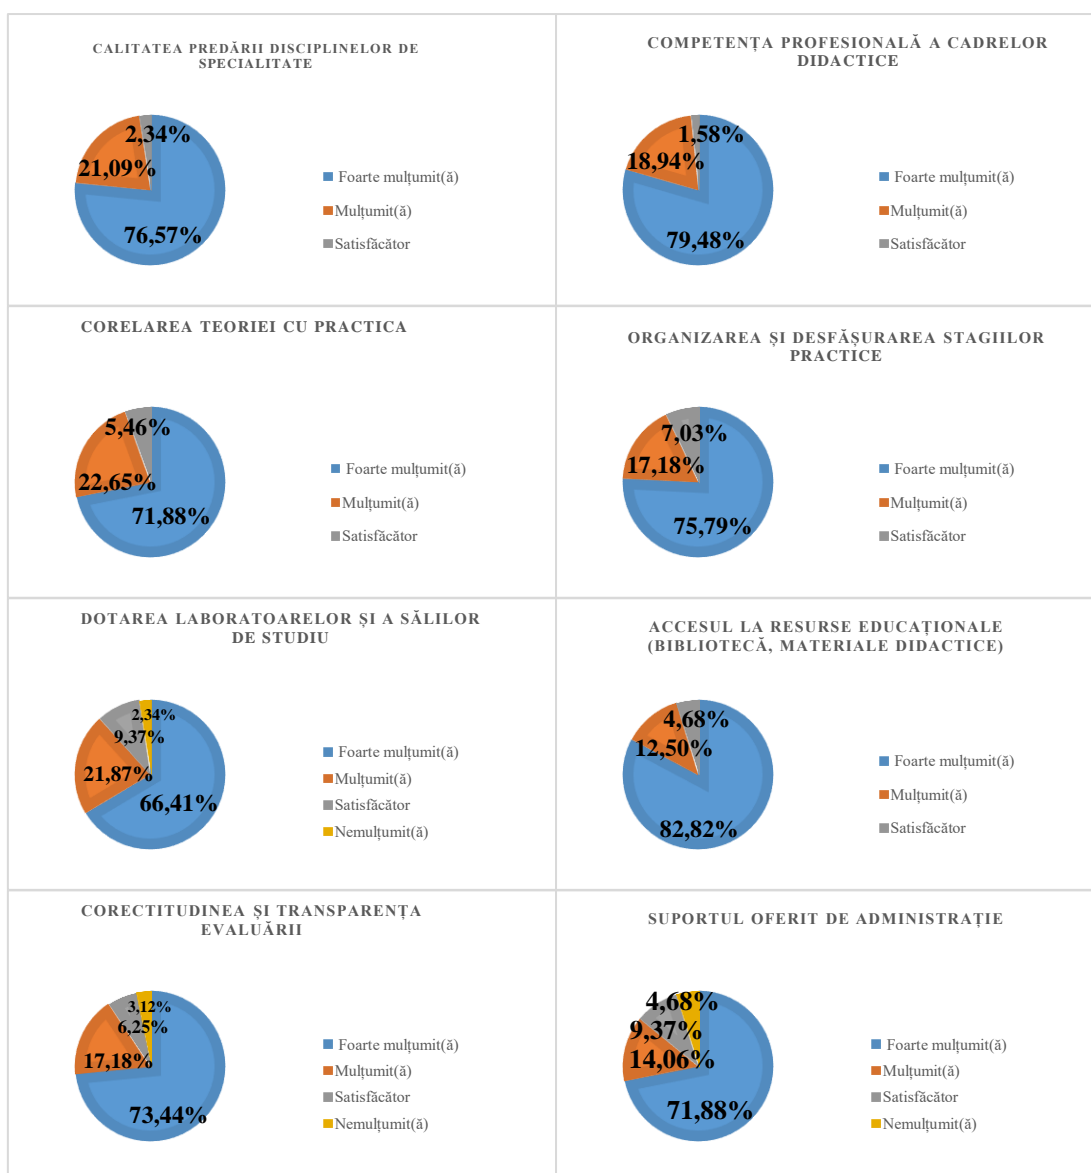 CALITATEA PREDĂRII DISCIPLINELOR DE
SPECIALITATE
2,34%
21,09%
76,57%
Foarte mulțumit(ă)
Mulțumit(ă)
Satisfăcător
COMPETENȚA PROFESIONALĂ A CADRELOR
DIDACTICE
1,58%
18,94%
79,48%
Foarte mulțumit(ă)
Mulțumit(ă)
Satisfăcător
CORELAREA TEORIEI CU PRACTICA
5,46%
22,65%
71,88%
Foarte mulțumit(ă)
Mulțumit(ă)
Satisfăcător
ORGANIZAREA ȘI DESFĂȘURAREA STAGIILOR
PRACTICE
7,03%
17,18%
75,79%
Foarte mulțumit(ă)
Mulțumit(ă)
Satisfăcător
DOTAREA LABORATOARELOR ȘI A SĂLILOR
DE STUDIU
2,34%
9,37%
21,87%
66,41%
Foarte mulțumit(ă)
Mulțumit(ă)
Satisfăcător
Nemulțumit(ă)
ACCESUL LA RESURSE EDUCAȚIONALE
(BIBLIOTECĂ, MATERIALE DIDACTICE)
4,68%
12,50%
82,82%
Foarte mulțumit(ă)
Mulțumit(ă)
Satisfăcător
CORECTITUDINEA ȘI TRANSPARENȚA
EVALUĂRII
3,12%
6,25%
17,18%
73,44%
Foarte mulțumit(ă)
Mulțumit(ă)
Satisfăcător
Nemulțumit(ă)
SUPORTUL OFERIT DE ADMINISTRAȚIE
4,68%
9,37%
14,06%
71,88%
Foarte mulțumit(ă)
Mulțumit(ă)
Satisfăcător
Nemulțumit(ă)